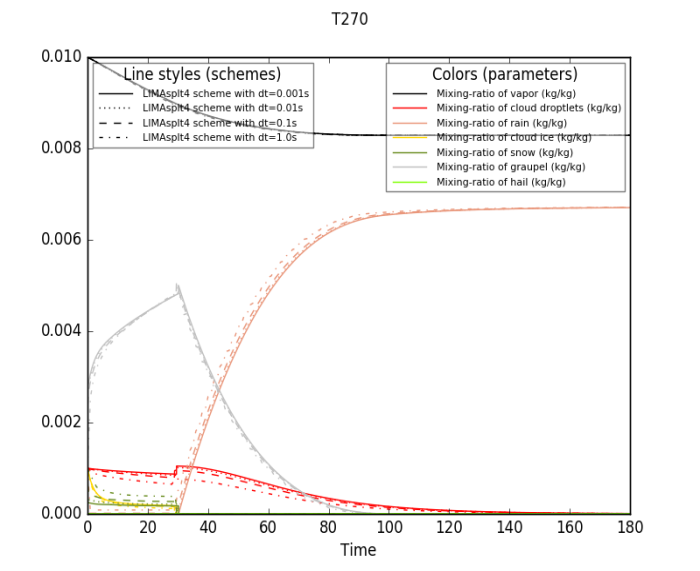 T270
0.010
0.008
0.006
0.004
0.002
0.000
Line styles (schemes)
LIMAsplt4 scheme with dt=0.001s
LIMAsplt4 scheme with dt=0.01s
LIMAsplt4 scheme with dt=0.1s
LIMAsplt4 scheme with dt=1.0s
Colors (parameters)
Mixing-ratio of vapor (kg/kg)
Mixing-ratio of cloud droptlets (kg/kg)
Mixing-ratio of rain (kg/kg)
Mixing-ratio of cloud ice (kg/kg)
Mixing-ratio of snow (kg/kg)
Mixing-ratio of graupel (kg/kg)
Mixing-ratio of hail (kg/kg)
0 20 40 60 80 100 120 140 160 180
Time